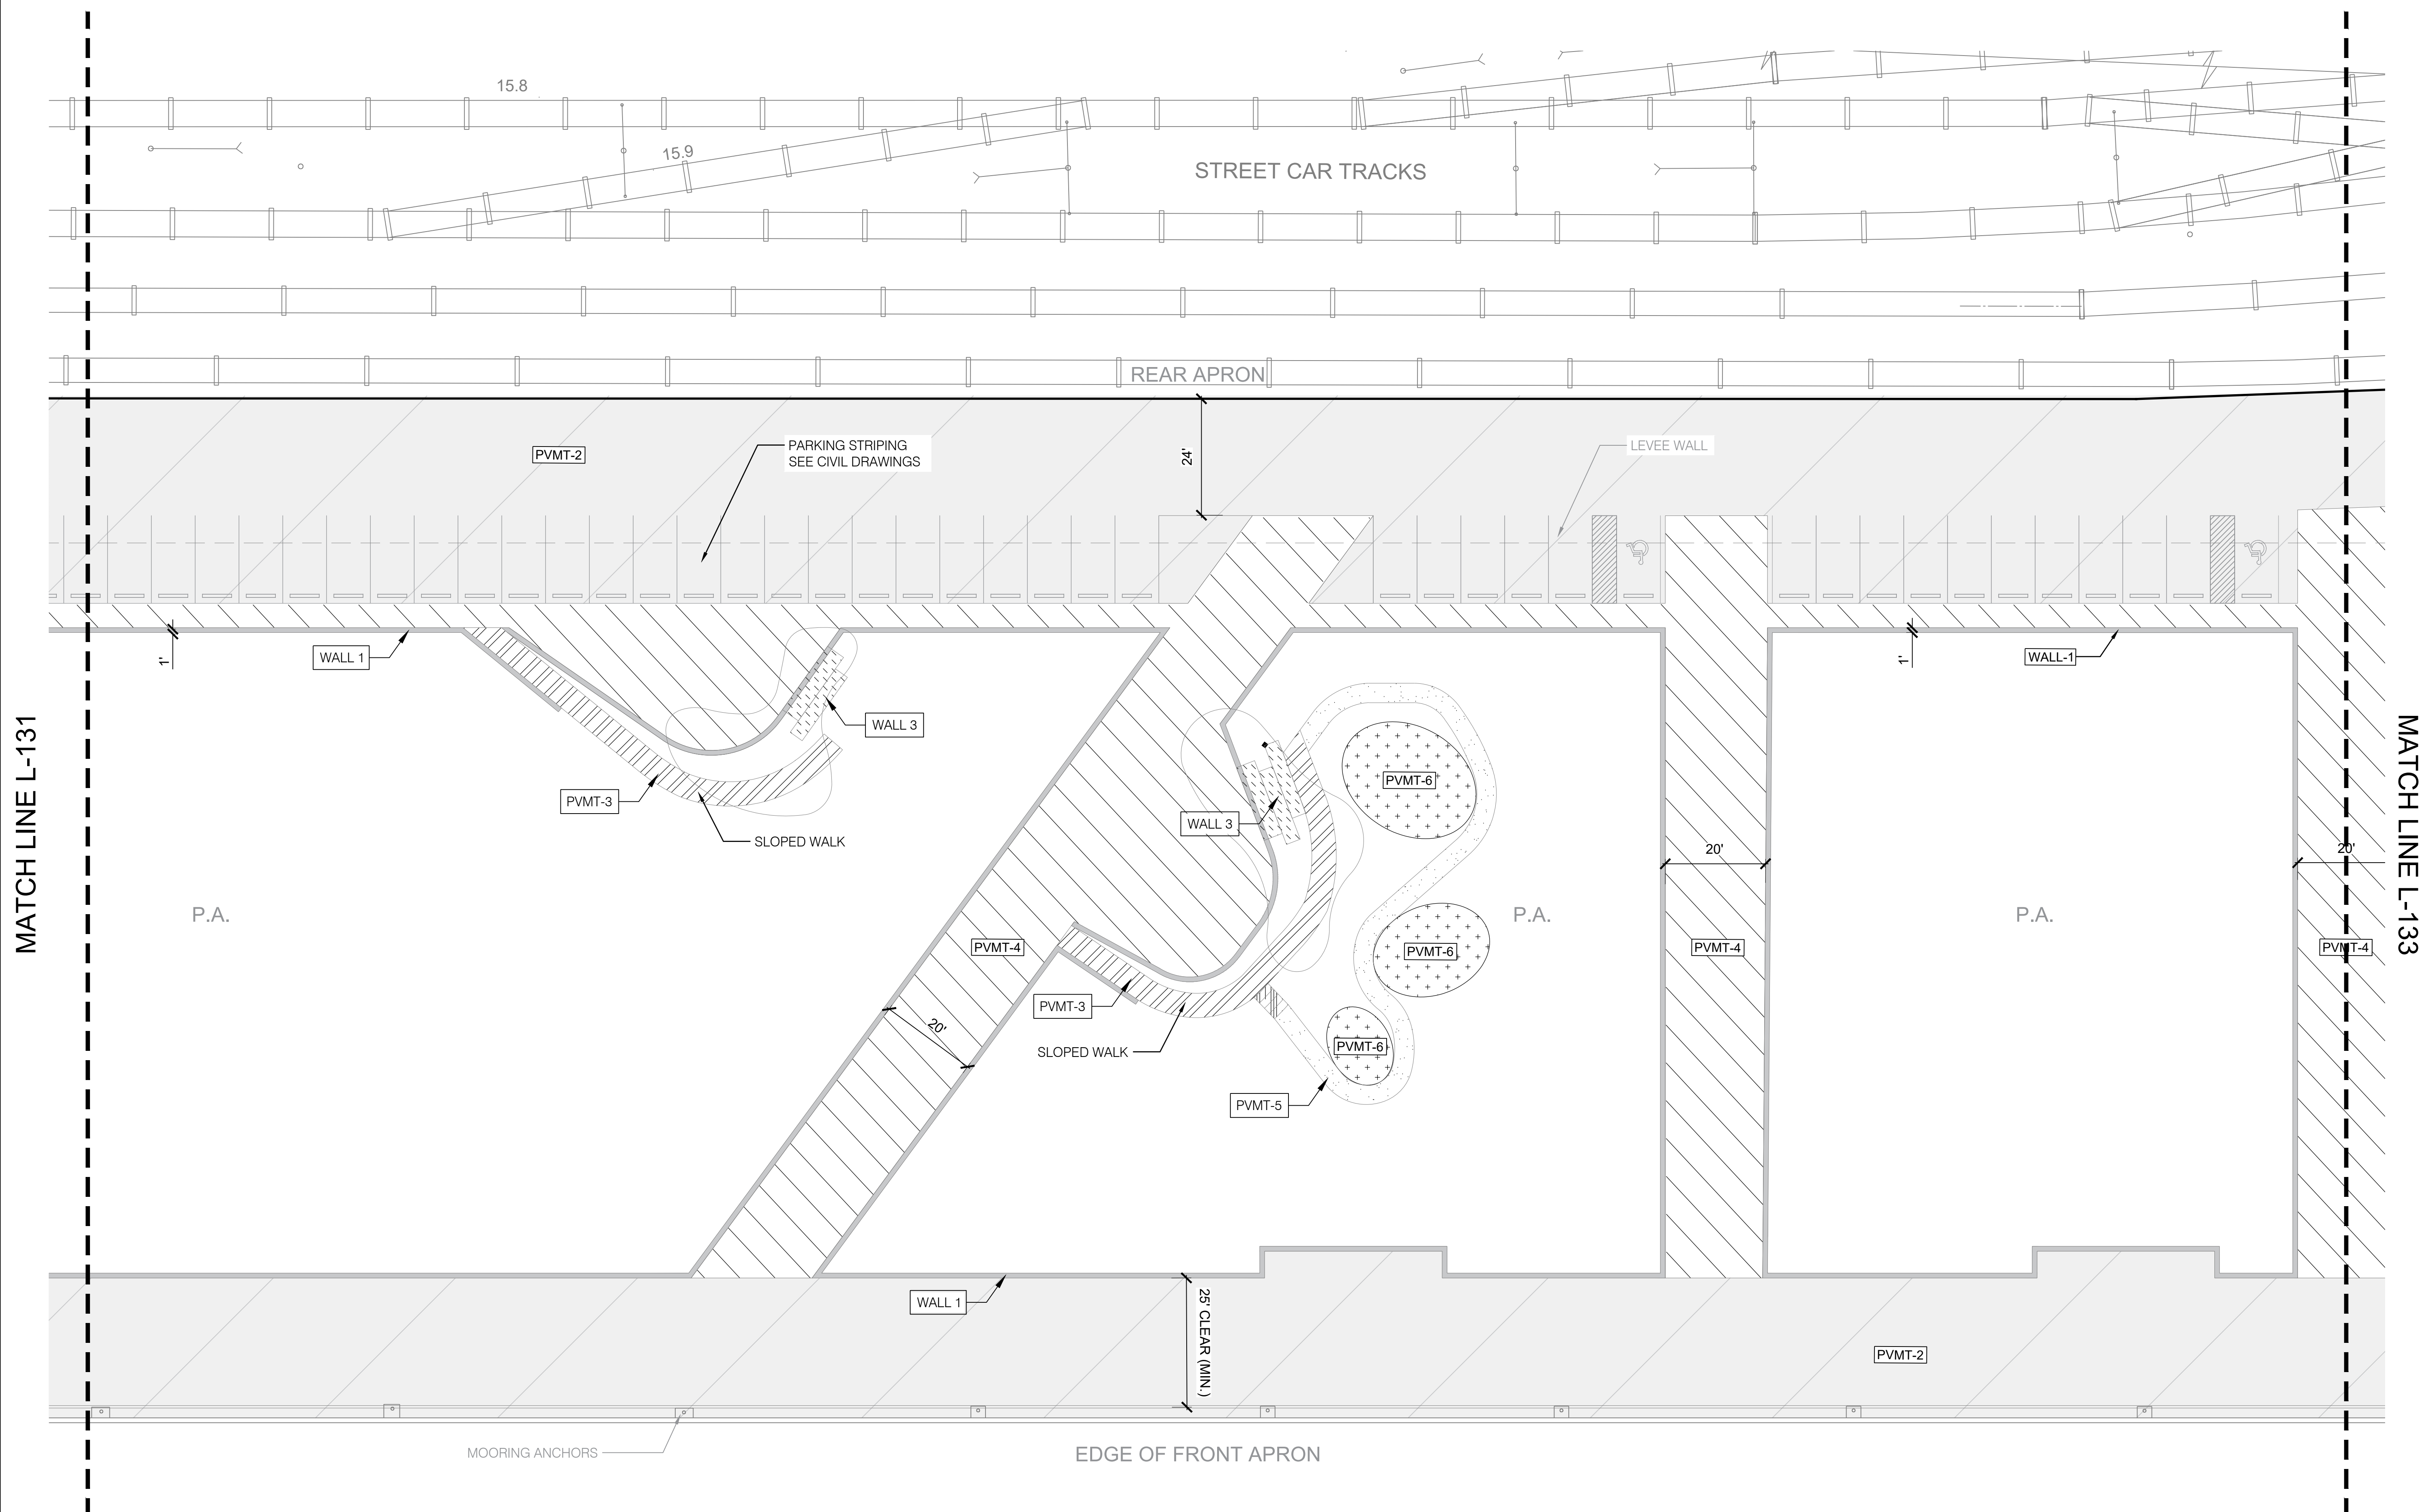 15.8
15.9
STREET CAR TRACKS
REAR APRON
PVMT-2
PARKING STRIPING
SEE CIVIL DRAWINGS
24'
LEVEE WALL
1'
WALL 1
1'
WALL-1
WALL 3
PVMT-3
SLOPED WALK
WALL 3
PVMT-6
20'
20'
MATCH LINE L-131
MATCH LINE L-133
P.A.
P.A.
P.A.
PVMT-4
PVMT-6
PVMT-4
PVMT-4
PVMT-3
20'
SLOPED WALK
PVMT-6
PVMT-5
WALL 1
25' CLEAR (MIN.)
PVMT-2
MOORING ANCHORS
EDGE OF FRONT APRON